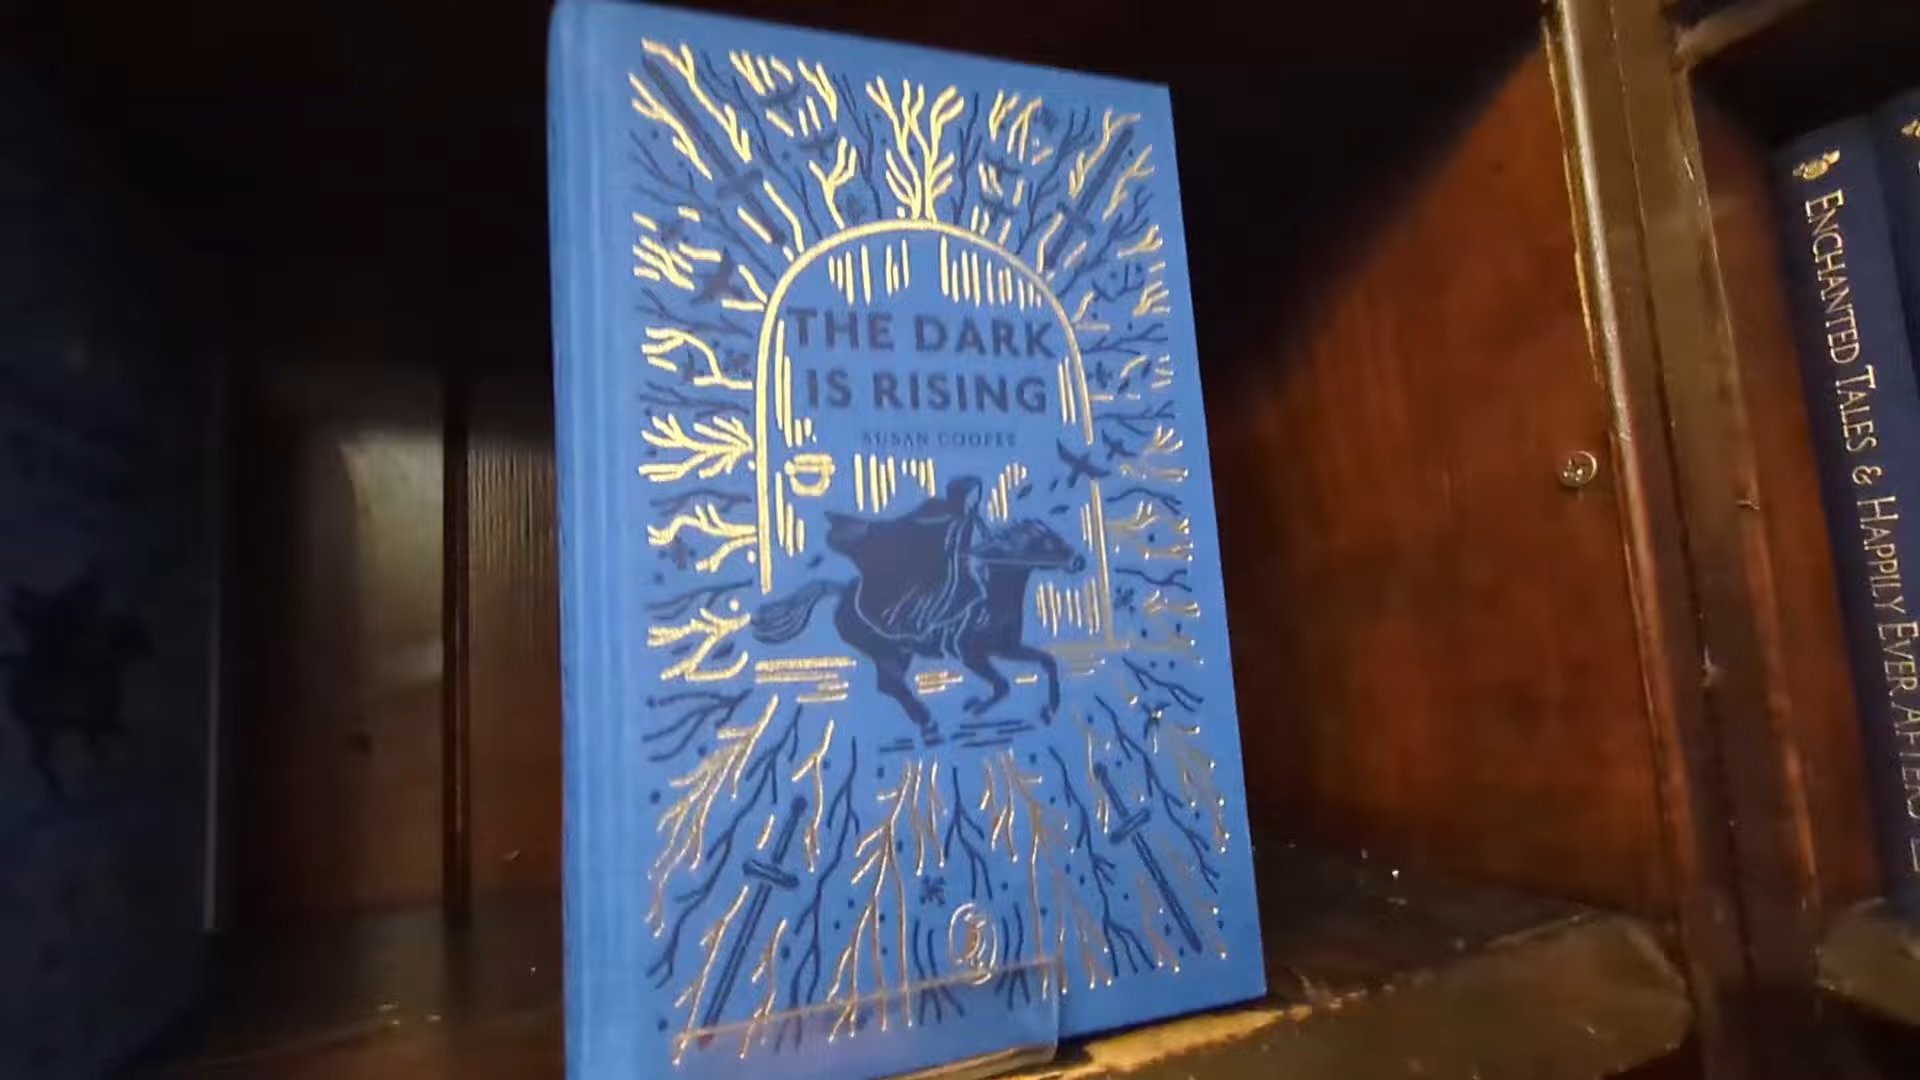 THE DARK
IS RISING
SUSAN COOPER
ENCHANTED TALES & HAPPILY EVER AFTERS